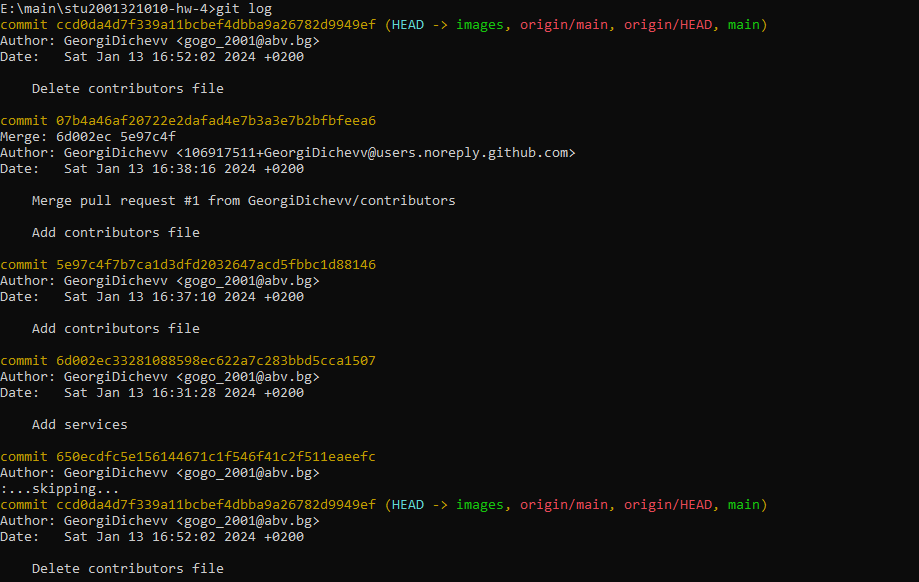 E:\main\stu2001321010-hw-4>git log
commit ccd0da4d7f339a11bcbef4dbba9a26782d9949ef (HEAD -> images, origin/main, origin/HEAD, main)
Author: GeorgiDichevv <gogo_2001@abv.bg>
Date:   Sat Jan 13 16:52:02 2024 +0200
Delete contributors file
commit 07b4a46af20722e2dafad4e7b3a3e7b2bfbfeea6
Merge: 6d002ec 5e97c4f
Author: GeorgiDichevv <106917511+GeorgiDichevv@users.noreply.github.com>
Date:   Sat Jan 13 16:38:16 2024 +0200
Merge pull request #1 from GeorgiDichevv/contributors
Add contributors file
commit 5e97c4f7b7ca1d3dfd2032647acd5fbbc1d88146
Author: GeorgiDichevv <gogo_2001@abv.bg>
Date:   Sat Jan 13 16:37:10 2024 +0200
Add contributors file
commit 6d002ec33281088598ec622a7c283bbd5cca1507
Author: GeorgiDichevv <gogo_2001@abv.bg>
Date:   Sat Jan 13 16:31:28 2024 +0200
Add services
commit 650ecdfc5e156144671c1f546f41c2f511eaeefc
Author: GeorgiDichevv <gogo_2001@abv.bg>
:...skipping...
commit ccd0da4d7f339a11bcbef4dbba9a26782d9949ef (HEAD -> images, origin/main, origin/HEAD, main)
Author: GeorgiDichevv <gogo_2001@abv.bg>
Date:   Sat Jan 13 16:52:02 2024 +0200
Delete contributors file